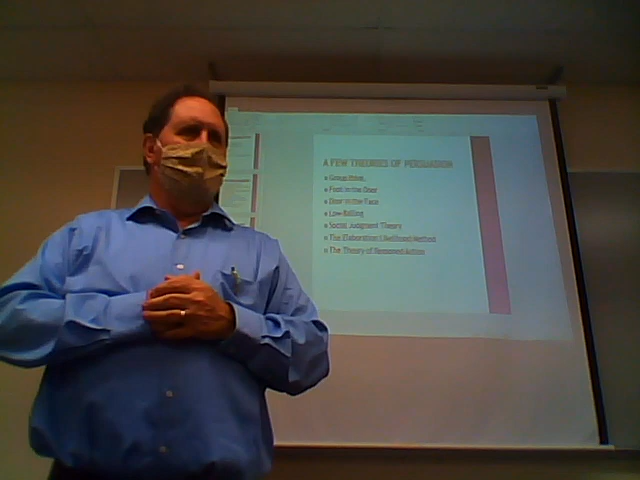 A FEW THEORIES OF PERSUASION
Group think
Foot in the Door
Door in the Face
Low-Balling
Social Judgment Theory
The Elaboration Likelihood Method
The Theory of Reasoned Action